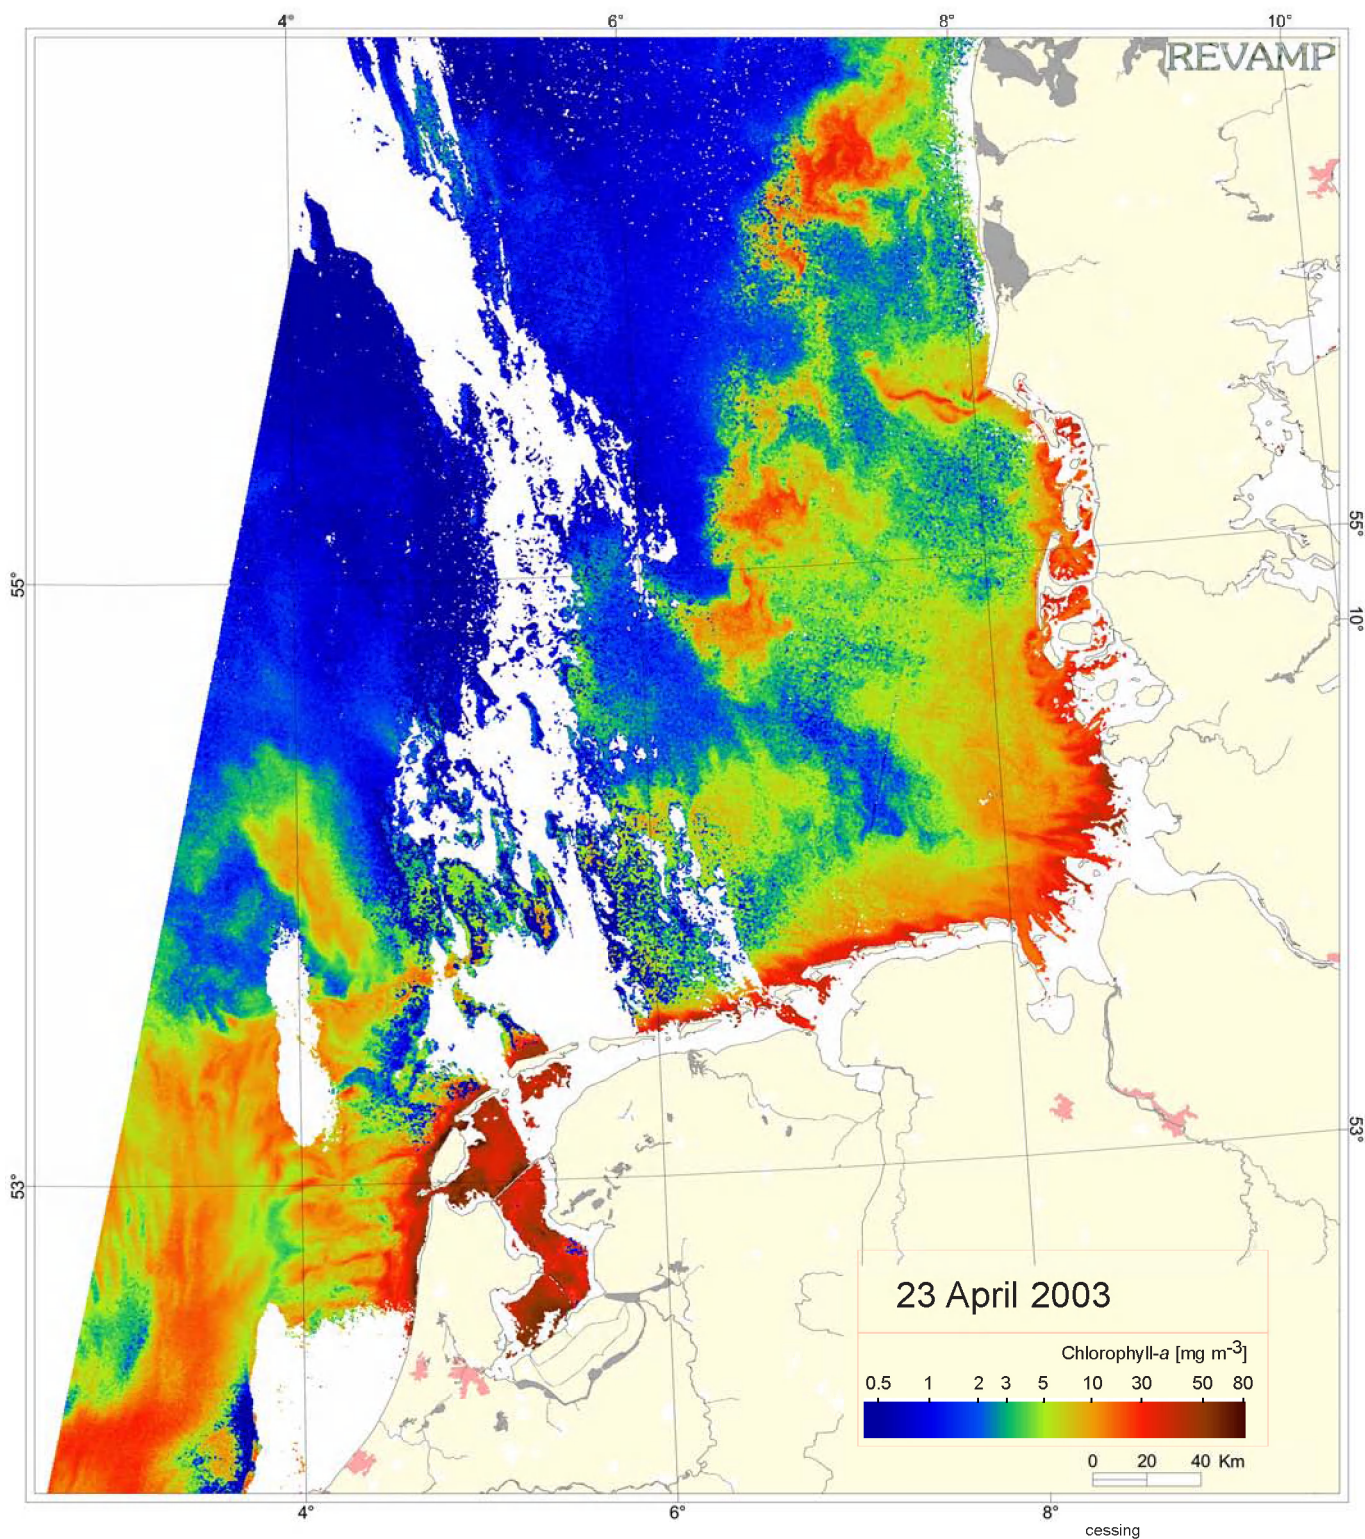 4° 6° 8° 10°
REVAMP
55° 55°
10°
53° 53°
23 April 2003
Chlorophyll-a [mg m-3]
0.5 1 2 3 5 10 30 50 80
0 20 40 Km
4° 6° 8°
cessing